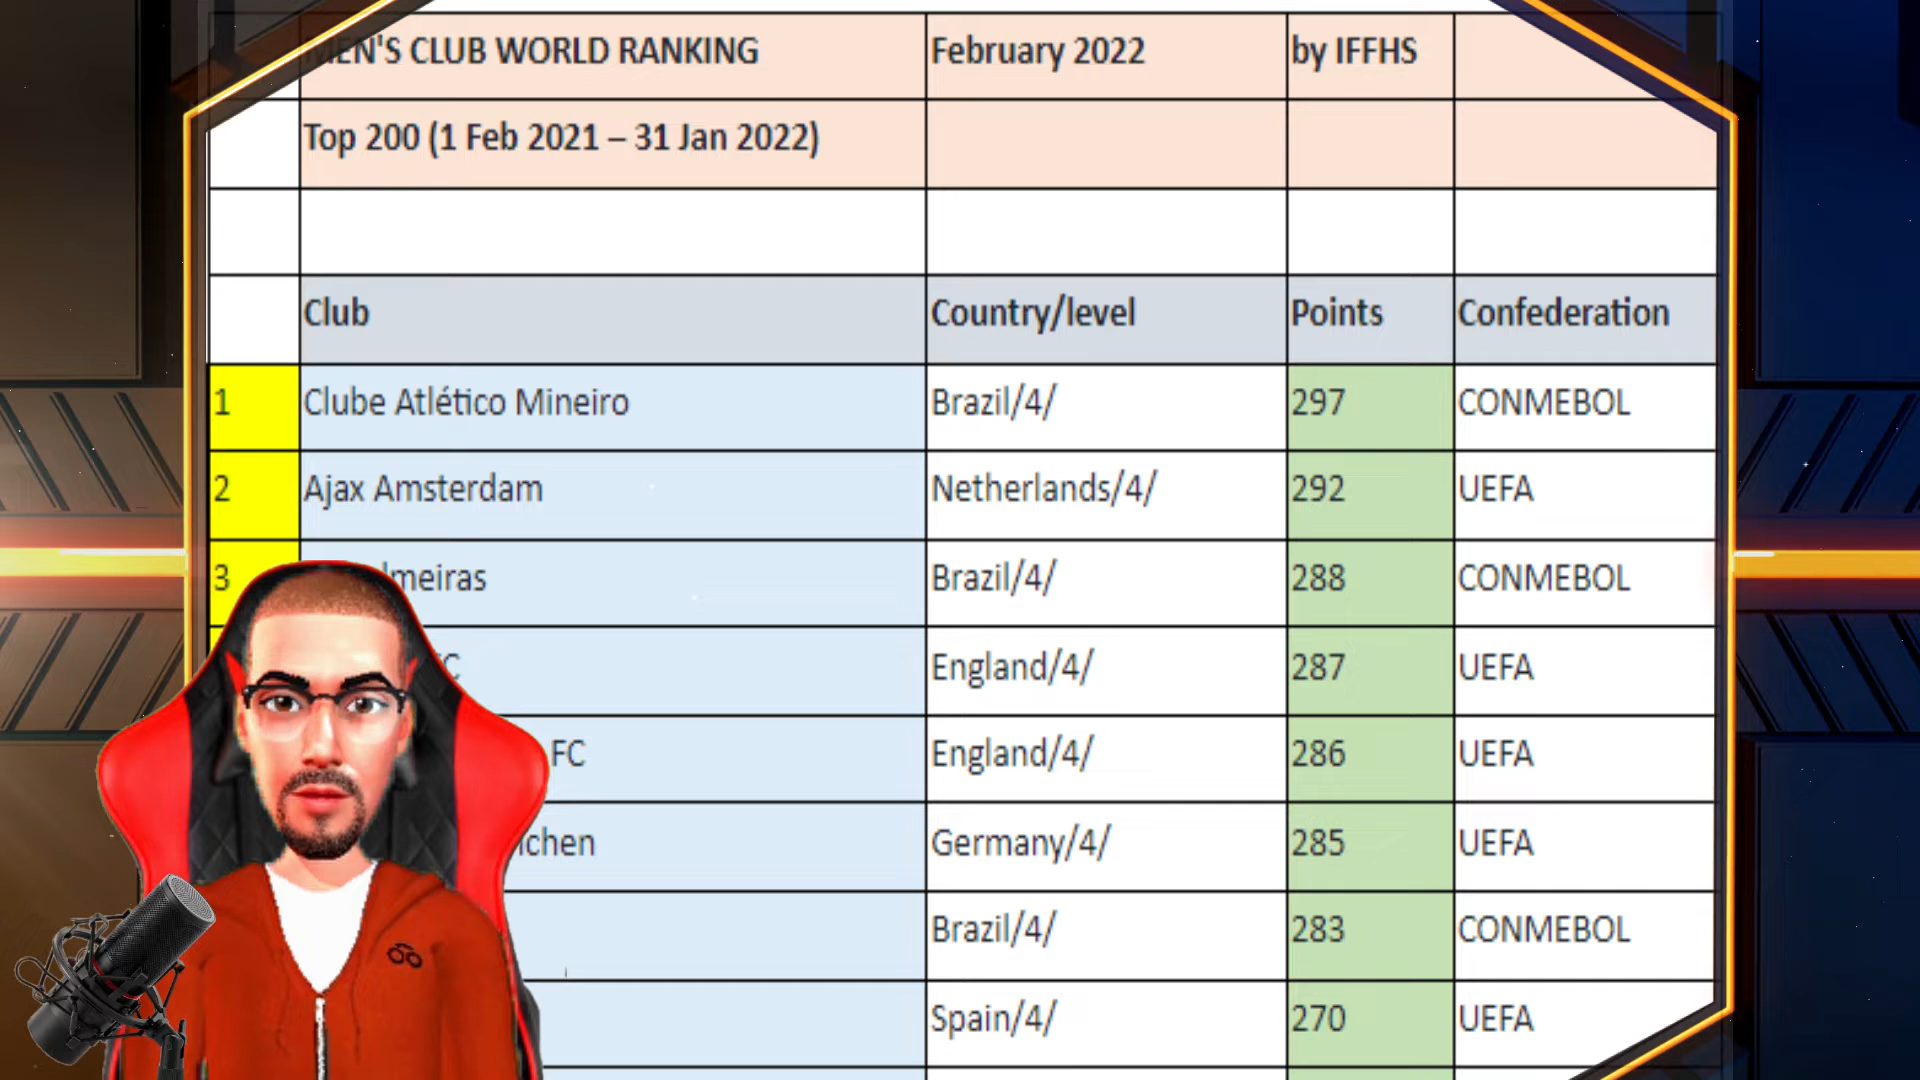 MEN'S CLUB WORLD RANKING February 2022 by IFFHS
Top 200 (1 Feb 2021 – 31 Jan 2022)
Club Country/level Points Confederation
1 Clube Atlético Mineiro Brazil/4/ 297 CONMEBOL
2 Ajax Amsterdam Netherlands/4/ 292 UEFA
3 Brazil/4/ 288 CONMEBOL
England/4/ 287 UEFA
FC England/4/ 286 UEFA
Germany/4/ 285 UEFA
Brazil/4/ 283 CONMEBOL
Spain/4/ 270 UEFA